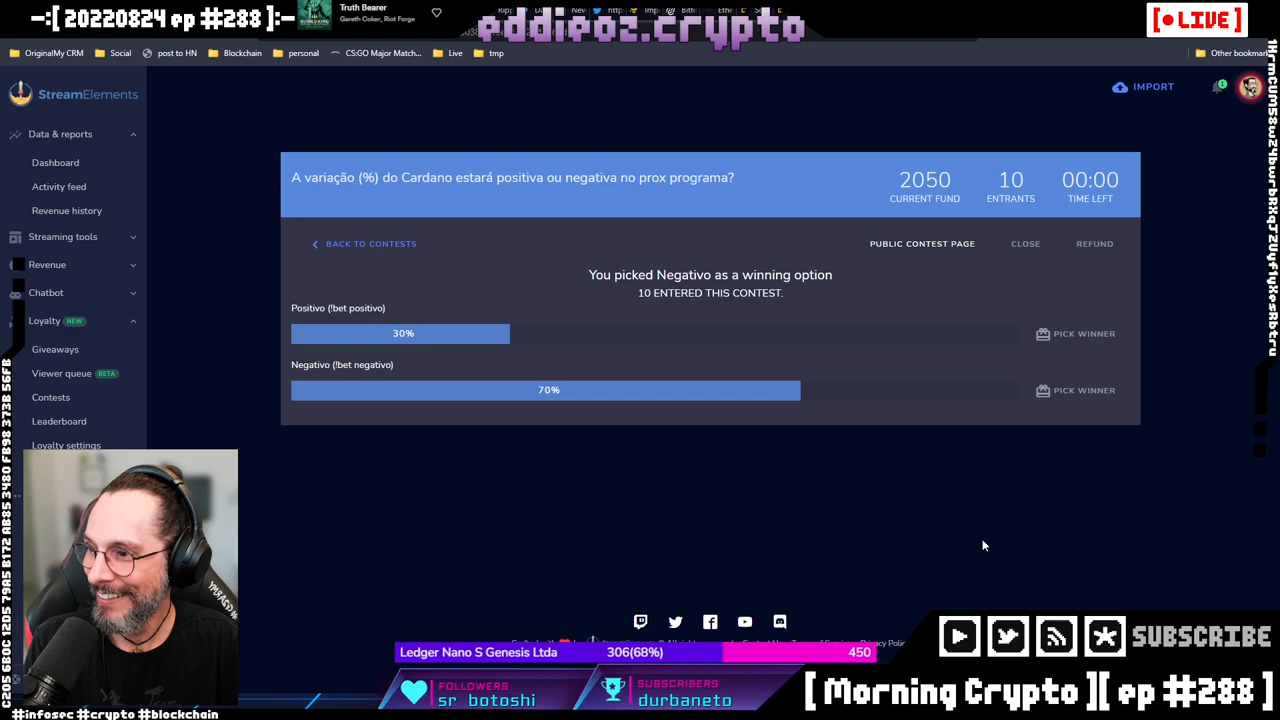 -:[ 20220824 ep #288 ]:-
Truth Bearer
Gareth Coker, Riot Forge
eddieoz.crypto
[ LIVE ]
OriginalMy CRM
Social
post to HN
Blockchain
personal
CS:GO Major Match...
Live
tmp
Other bookmar
StreamElements
IMPORT
1
Data & reports
Dashboard
Activity feed
Revenue history
Streaming tools
Revenue
Chatbot
Loyalty NEW
Giveaways
Viewer queue BETA
Contests
Leaderboard
Loyalty settings
A variação (%) do Cardano estará positiva ou negativa no prox programa?
2050
CURRENT FUND
10
ENTRANTS
00:00
TIME LEFT
BACK TO CONTESTS
PUBLIC CONTEST PAGE
CLOSE
REFUND
You picked Negativo as a winning option
10 ENTERED THIS CONTEST.
Positivo (!bet positivo)
30%
PICK WINNER
Negativo (!bet negativo)
70%
PICK WINNER
Ledger Nano S Genesis Ltda
306(68%)
450
FOLLOWERS
sr_botoshi
SUBSCRIBERS
durbaneto
SUBSCRIBE
[ Morning Crypto ][ ep #288 ]
#infosec #crypto #blockchain